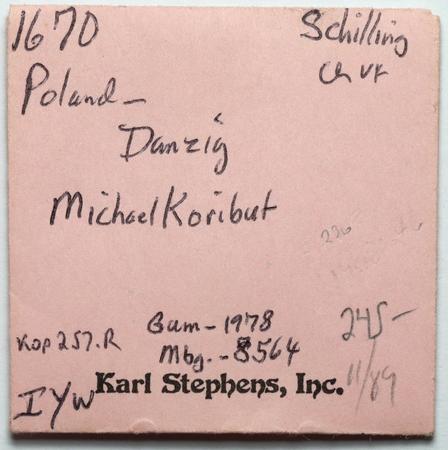 1670 Schilling
Ch VF
Poland -
Danzig
Michael Koribut
236
Kop 257.R Gum - 1978 245 -
Mbg. - 8564
11/89
IYW Karl Stephens, Inc.